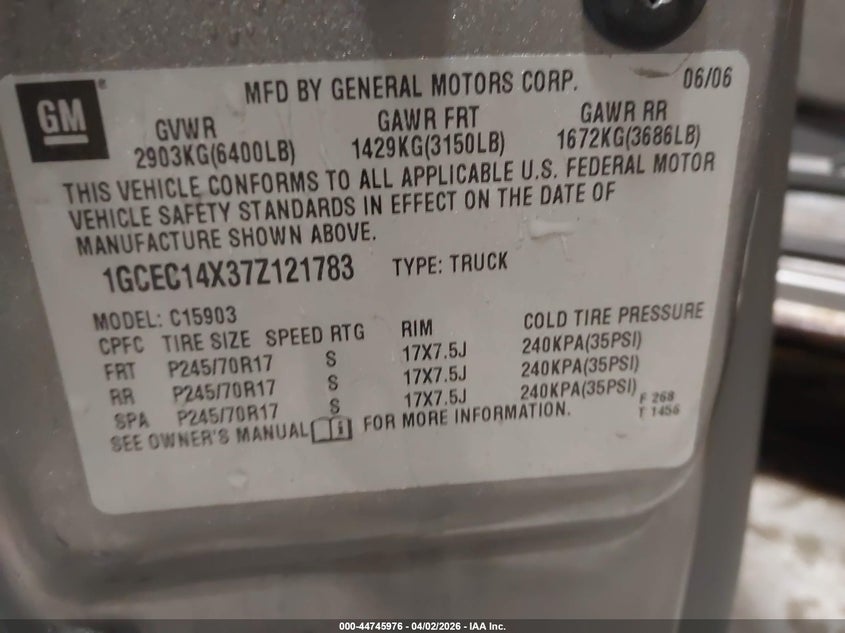 GM
MFD BY GENERAL MOTORS CORP. 06/06
GVWR GAWR FRT GAWR RR
2903KG(6400LB) 1429KG(3150LB) 1672KG(3686LB)
THIS VEHICLE CONFORMS TO ALL APPLICABLE U.S. FEDERAL MOTOR
VEHICLE SAFETY STANDARDS IN EFFECT ON THE DATE OF
MANUFACTURE SHOWN ABOVE.
1GCEC14X37Z121783 TYPE: TRUCK
MODEL: C15903
CPFC TIRE SIZE SPEED RTG RIM COLD TIRE PRESSURE
FRT P245/70R17 S 17X7.5J 240KPA(35PSI)
RR P245/70R17 S 17X7.5J 240KPA(35PSI)
SPA P245/70R17 S 17X7.5J 240KPA(35PSI)
F 268
T 1456
SEE OWNER'S MANUAL FOR MORE INFORMATION.
000-44745976 - 04/02/2026 - IAA Inc.